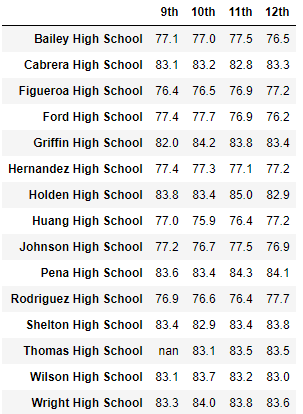 9th 10th 11th 12th
Bailey High School 77.1 77.0 77.5 76.5
Cabrera High School 83.1 83.2 82.8 83.3
Figueroa High School 76.4 76.5 76.9 77.2
Ford High School 77.4 77.7 76.9 76.2
Griffin High School 82.0 84.2 83.8 83.4
Hernandez High School 77.4 77.3 77.1 77.2
Holden High School 83.8 83.4 85.0 82.9
Huang High School 77.0 75.9 76.4 77.2
Johnson High School 77.2 76.7 77.5 76.9
Pena High School 83.6 83.4 84.3 84.1
Rodriguez High School 76.9 76.6 76.4 77.7
Shelton High School 83.4 82.9 83.4 83.8
Thomas High School nan 83.1 83.5 83.5
Wilson High School 83.1 83.7 83.2 83.0
Wright High School 83.3 84.0 83.8 83.6